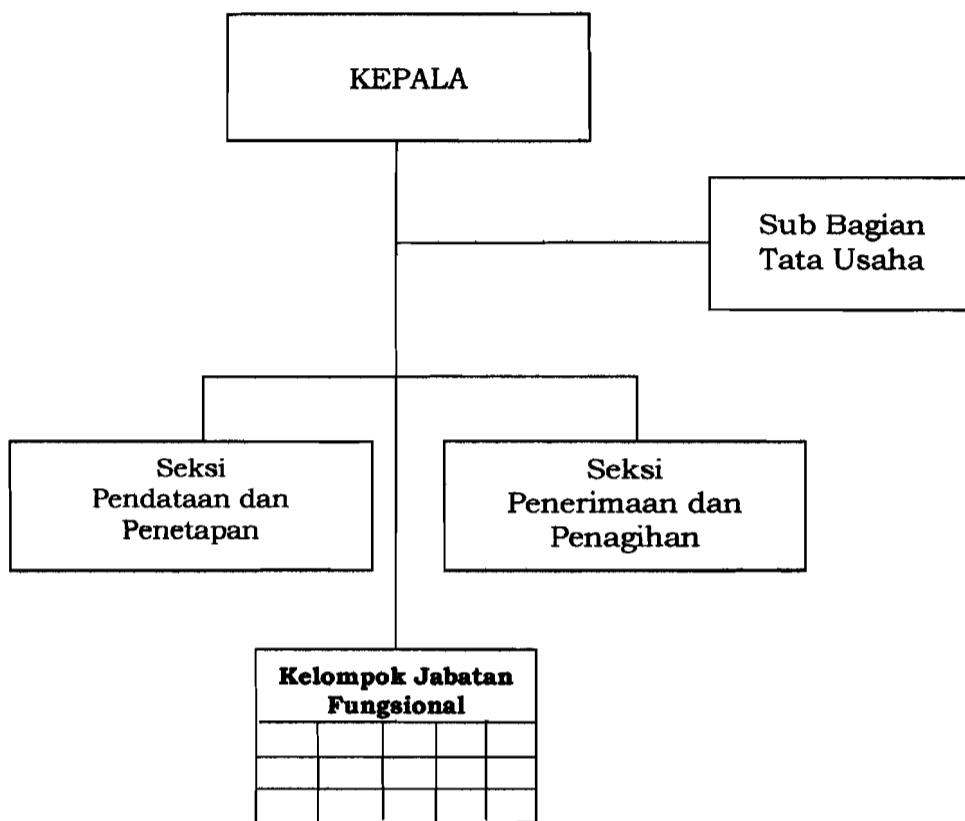 KEPALA
Sub Bagian
Tata Usaha
Seksi
Pendataan dan
Penetapan
Seksi
Penerimaan dan
Penagihan
Kelompok Jabatan
Fungsional